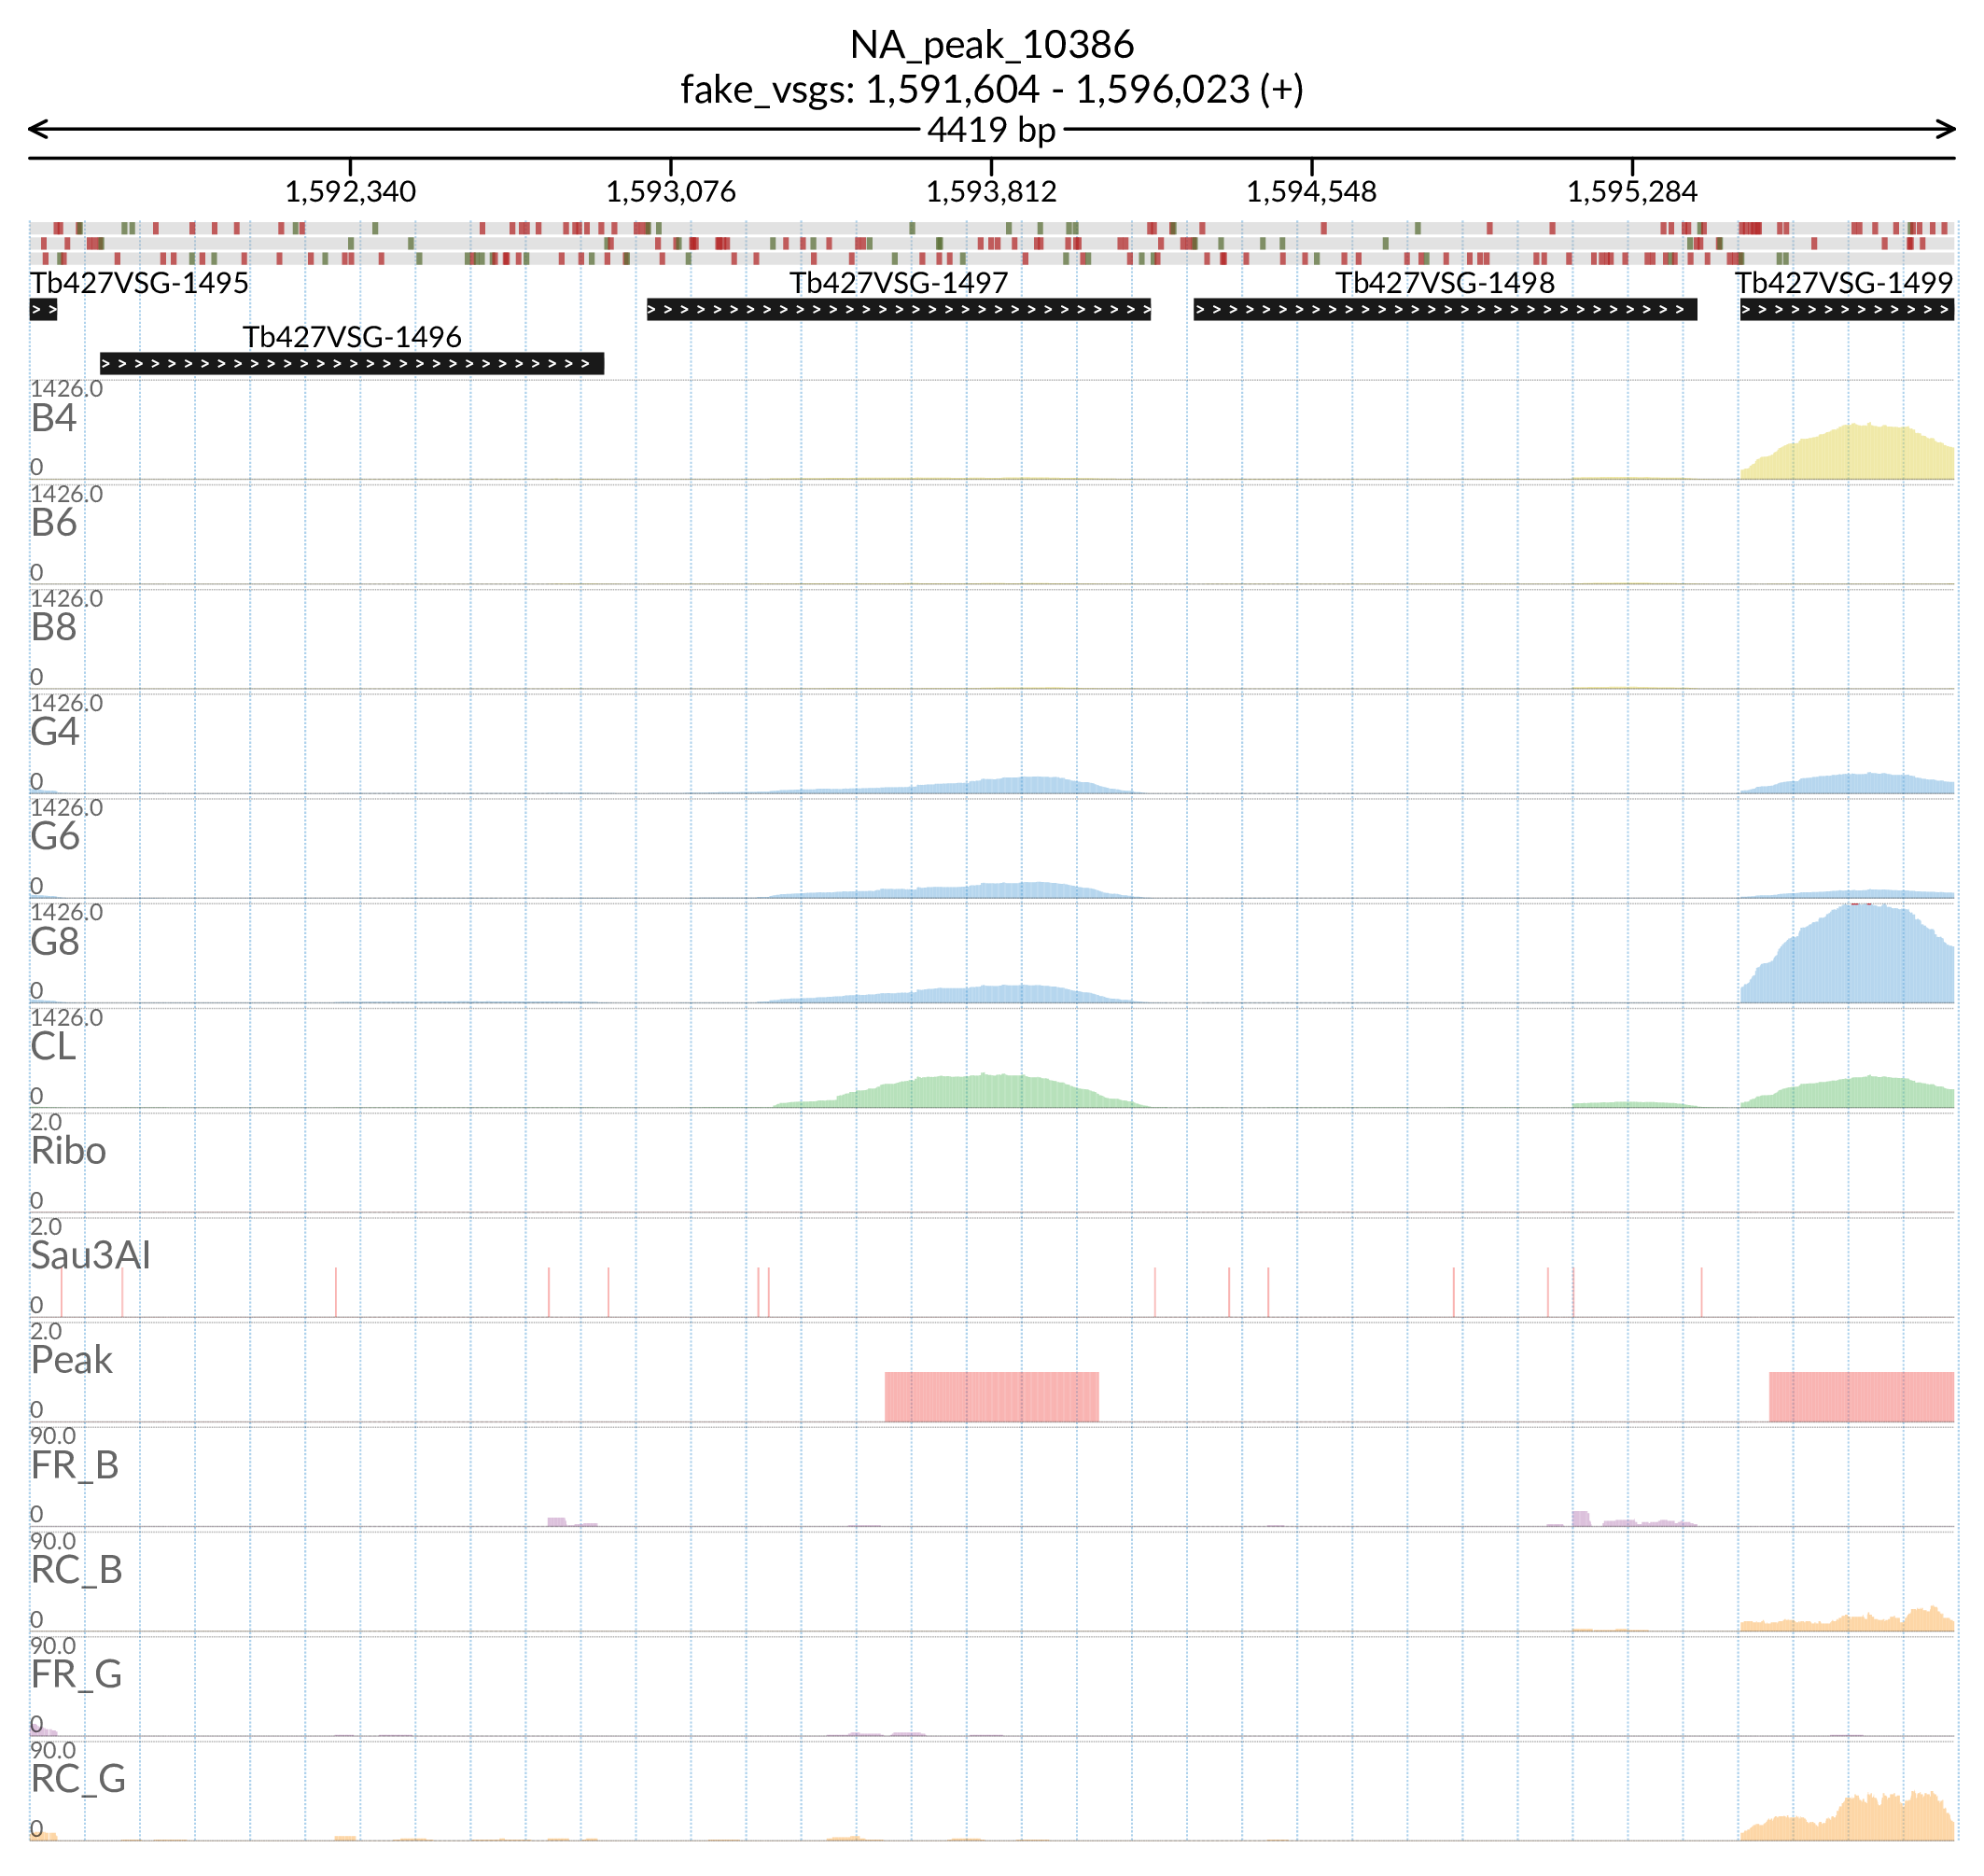 NA_peak_10386
fake_vsgs: 1,591,604 - 1,596,023 (+)
4419 bp
1,592,340 1,593,076 1,593,812 1,594,548 1,595,284
Tb427VSG-1495 Tb427VSG-1497 Tb427VSG-1498 Tb427VSG-1499
Tb427VSG-1496
1426.0
B4
0
1426.0
B6
0
1426.0
B8
0
1426.0
G4
0
1426.0
G6
0
1426.0
G8
0
1426.0
CL
0
2.0
Ribo
0
2.0
Sau3AI
0
2.0
Peak
0
90.0
FR_B
0
90.0
RC_B
0
90.0
FR_G
0
90.0
RC_G
0